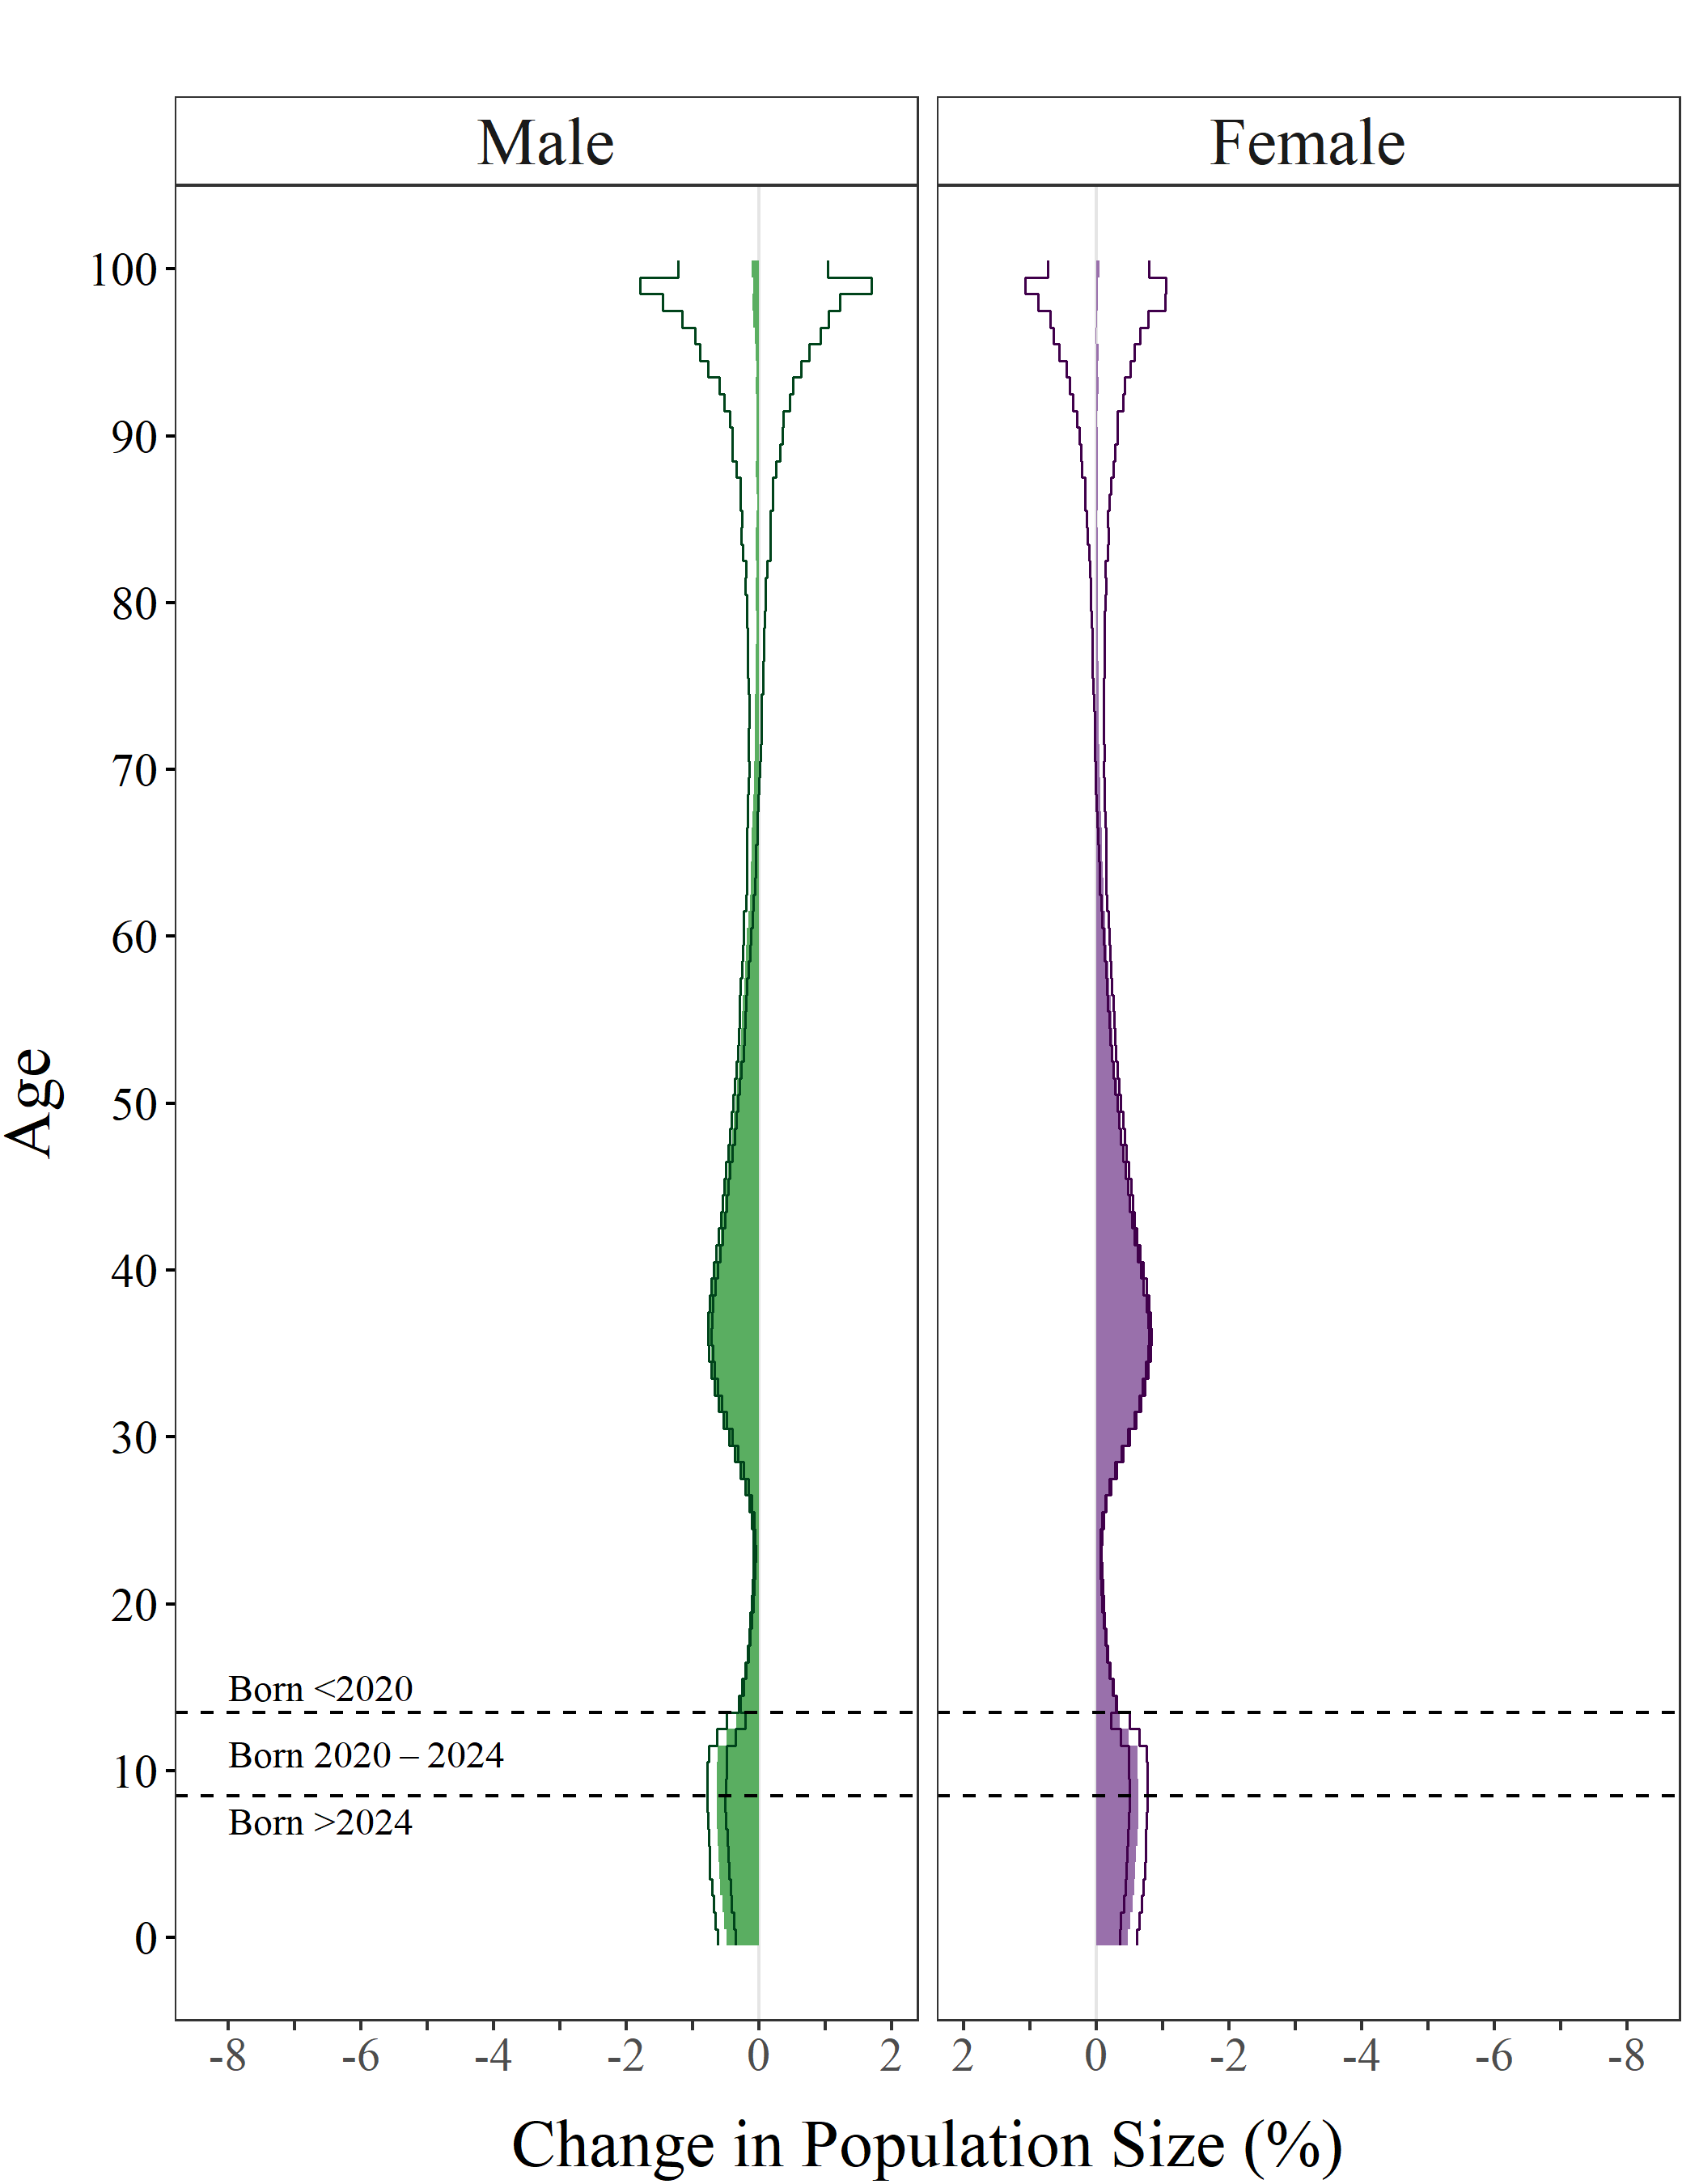 Male
Female
100
90
80
70
60
50
40
30
20
10
0
Age
Born <2020
Born 2020 – 2024
Born >2024
-8 -6 -4 -2 0 2
2 0 -2 -4 -6 -8
Change in Population Size (%)